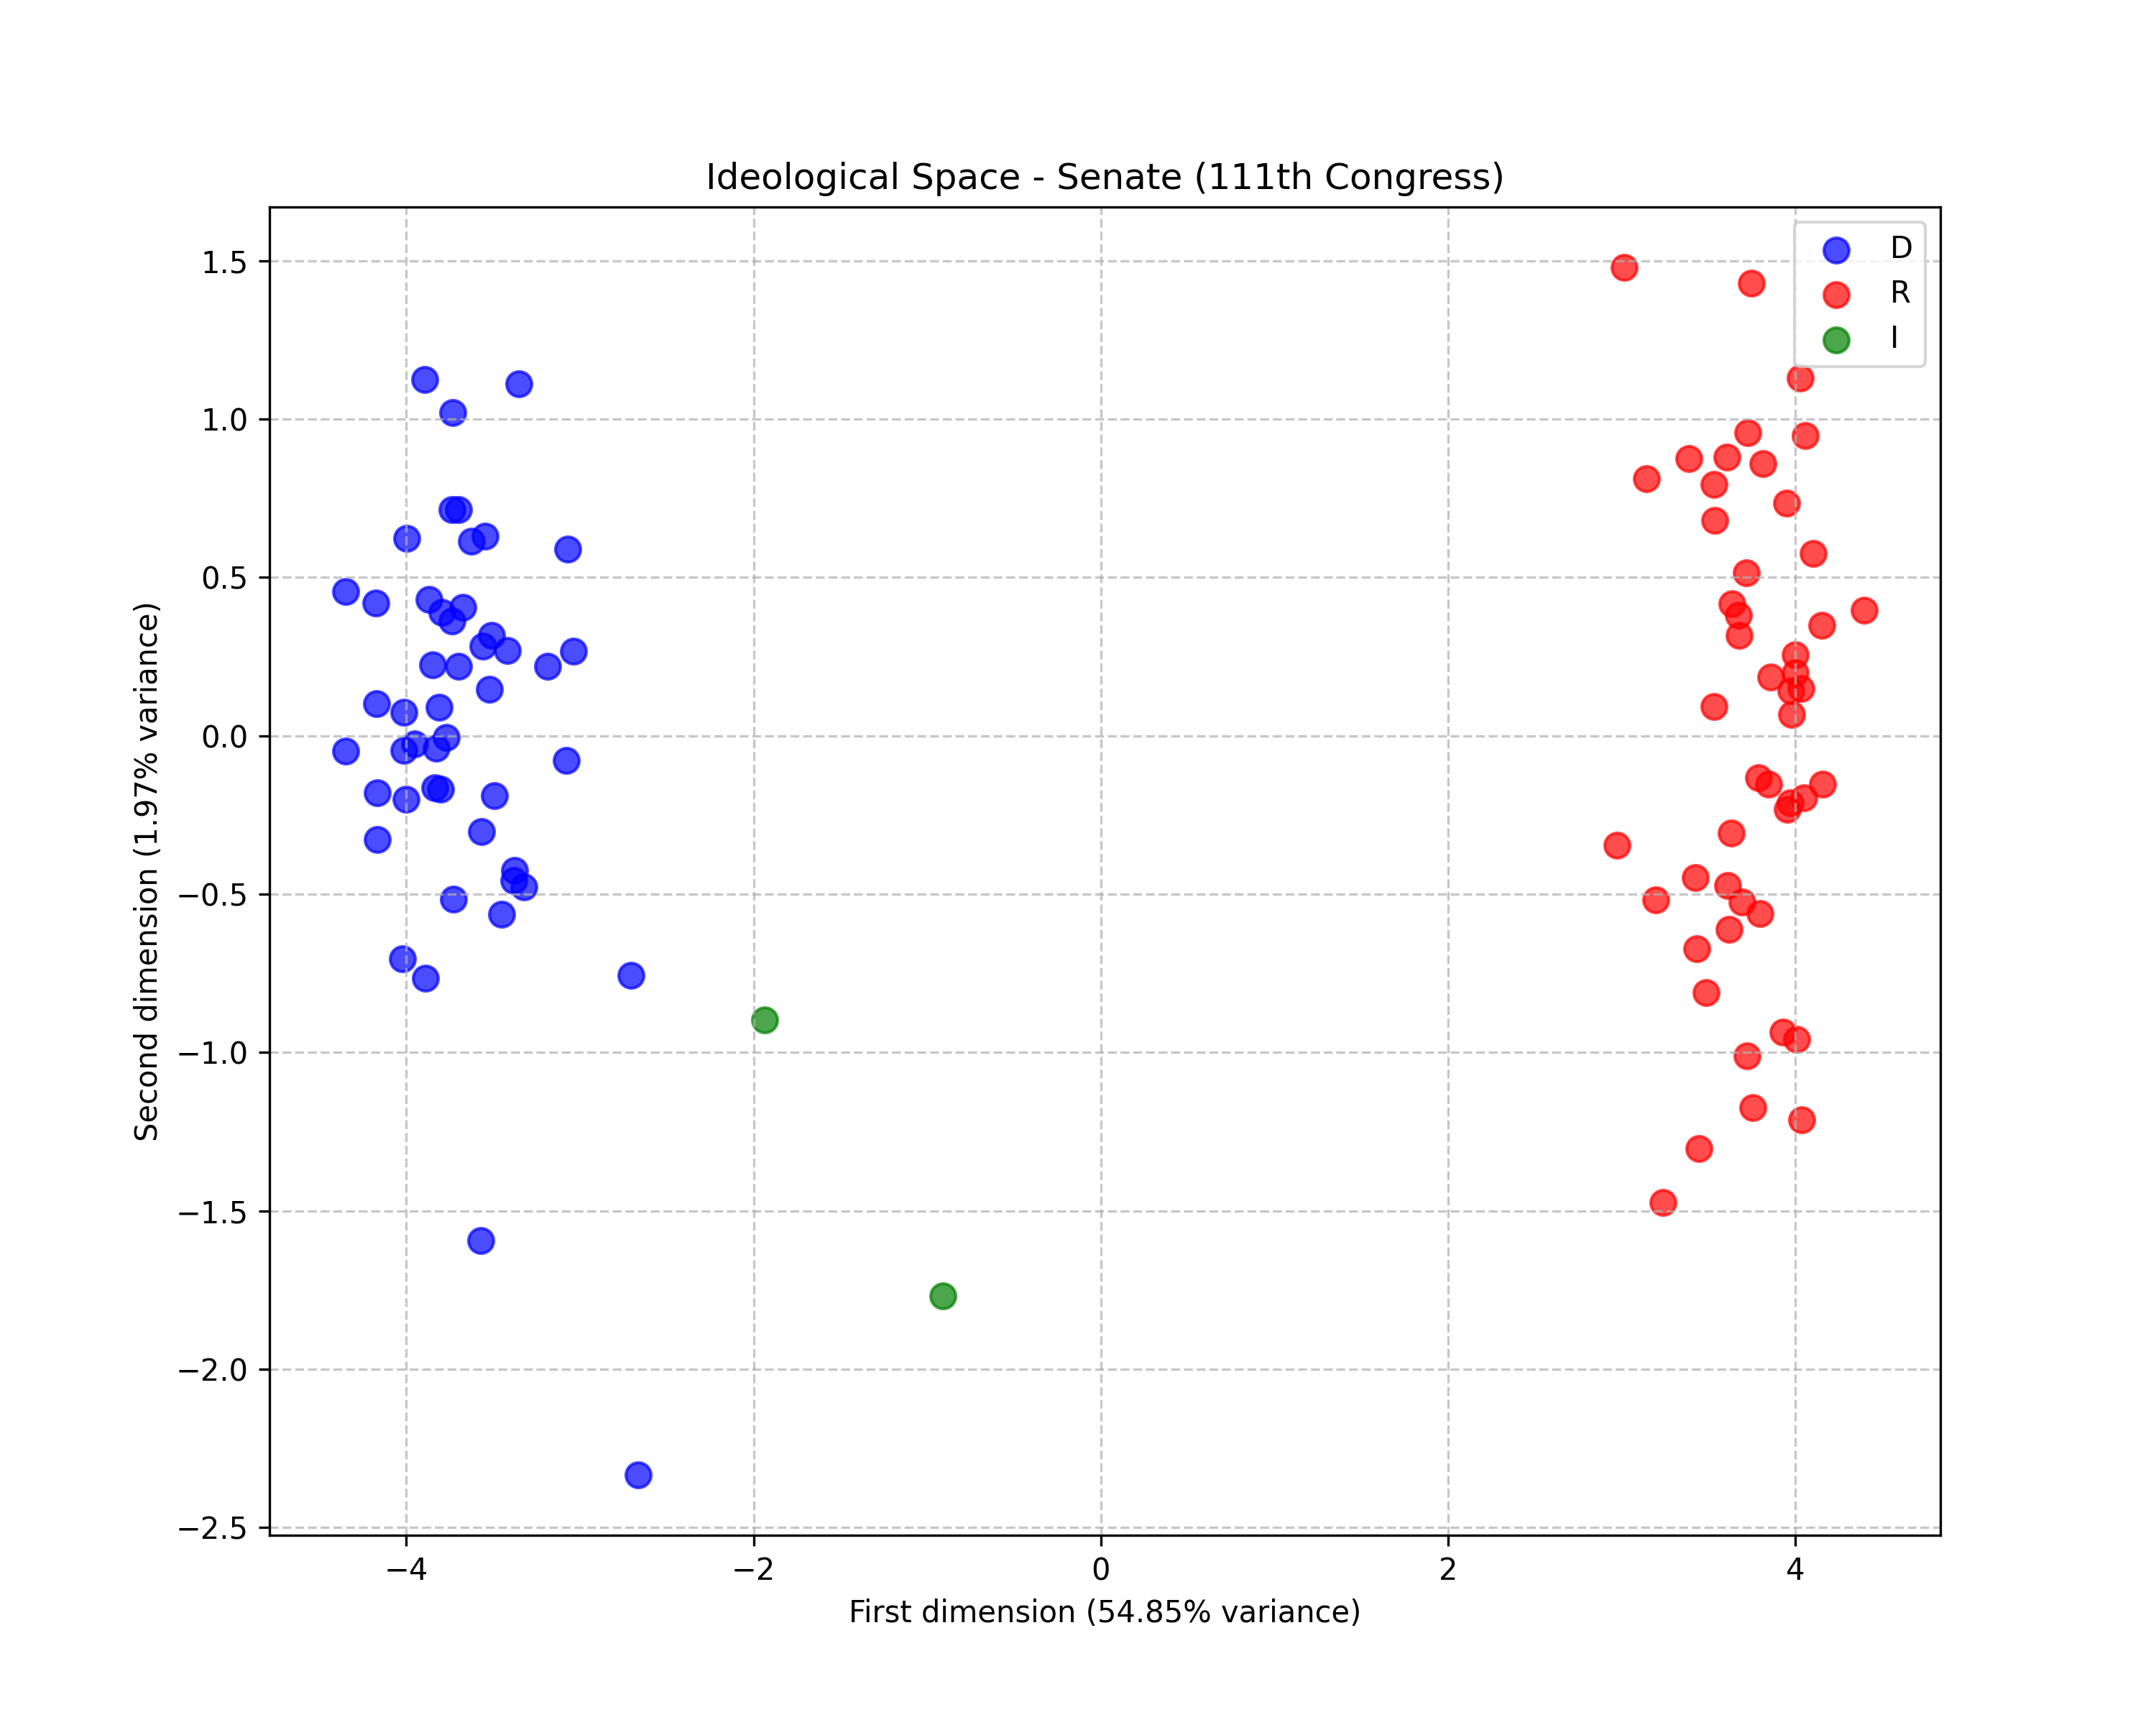 Ideological Space - Senate (111th Congress)
D
R
I
1.5
1.0
0.5
0.0
−0.5
−1.0
−1.5
−2.0
−2.5
Second dimension (1.97% variance)
−4
−2
0
2
4
First dimension (54.85% variance)